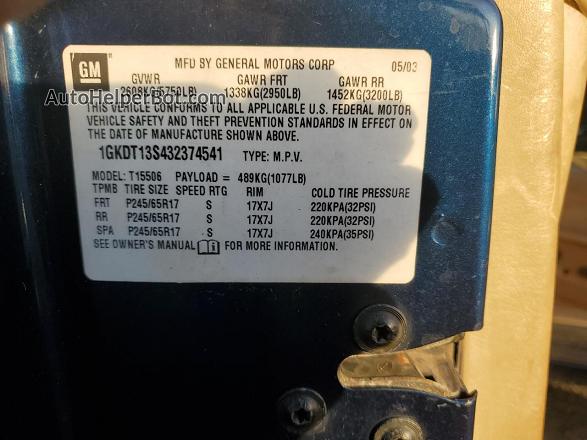 GM
MFD BY GENERAL MOTORS CORP 05/03
GVWR GAWR FRT GAWR RR
2608KG(5750LB) 1338KG(2950LB) 1452KG(3200LB)
AutoHelperBot.com
THIS VEHICLE CONFORMS TO ALL APPLICABLE U.S. FEDERAL MOTOR
VEHICLE SAFETY AND THEFT PREVENTION STANDARDS IN EFFECT ON
THE DATE OF MANUFACTURE SHOWN ABOVE.
1GKDT13S432374541 TYPE: M.P.V.
MODEL: T15506 PAYLOAD = 489KG(1077LB)
TPMB TIRE SIZE SPEED RTG RIM COLD TIRE PRESSURE
FRT P245/65R17 S 17X7J 220KPA(32PSI)
RR P245/65R17 S 17X7J 220KPA(32PSI)
SPA P245/65R17 S 17X7J 240KPA(35PSI)
SEE OWNER'S MANUAL FOR MORE INFORMATION.